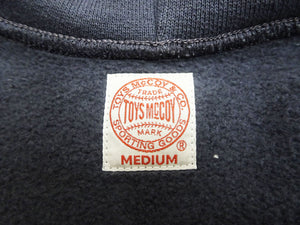 TOYS McCOY & CO.
TRADE
TOYS McCOY
MARK
SPORTING GOODS
®
MEDIUM